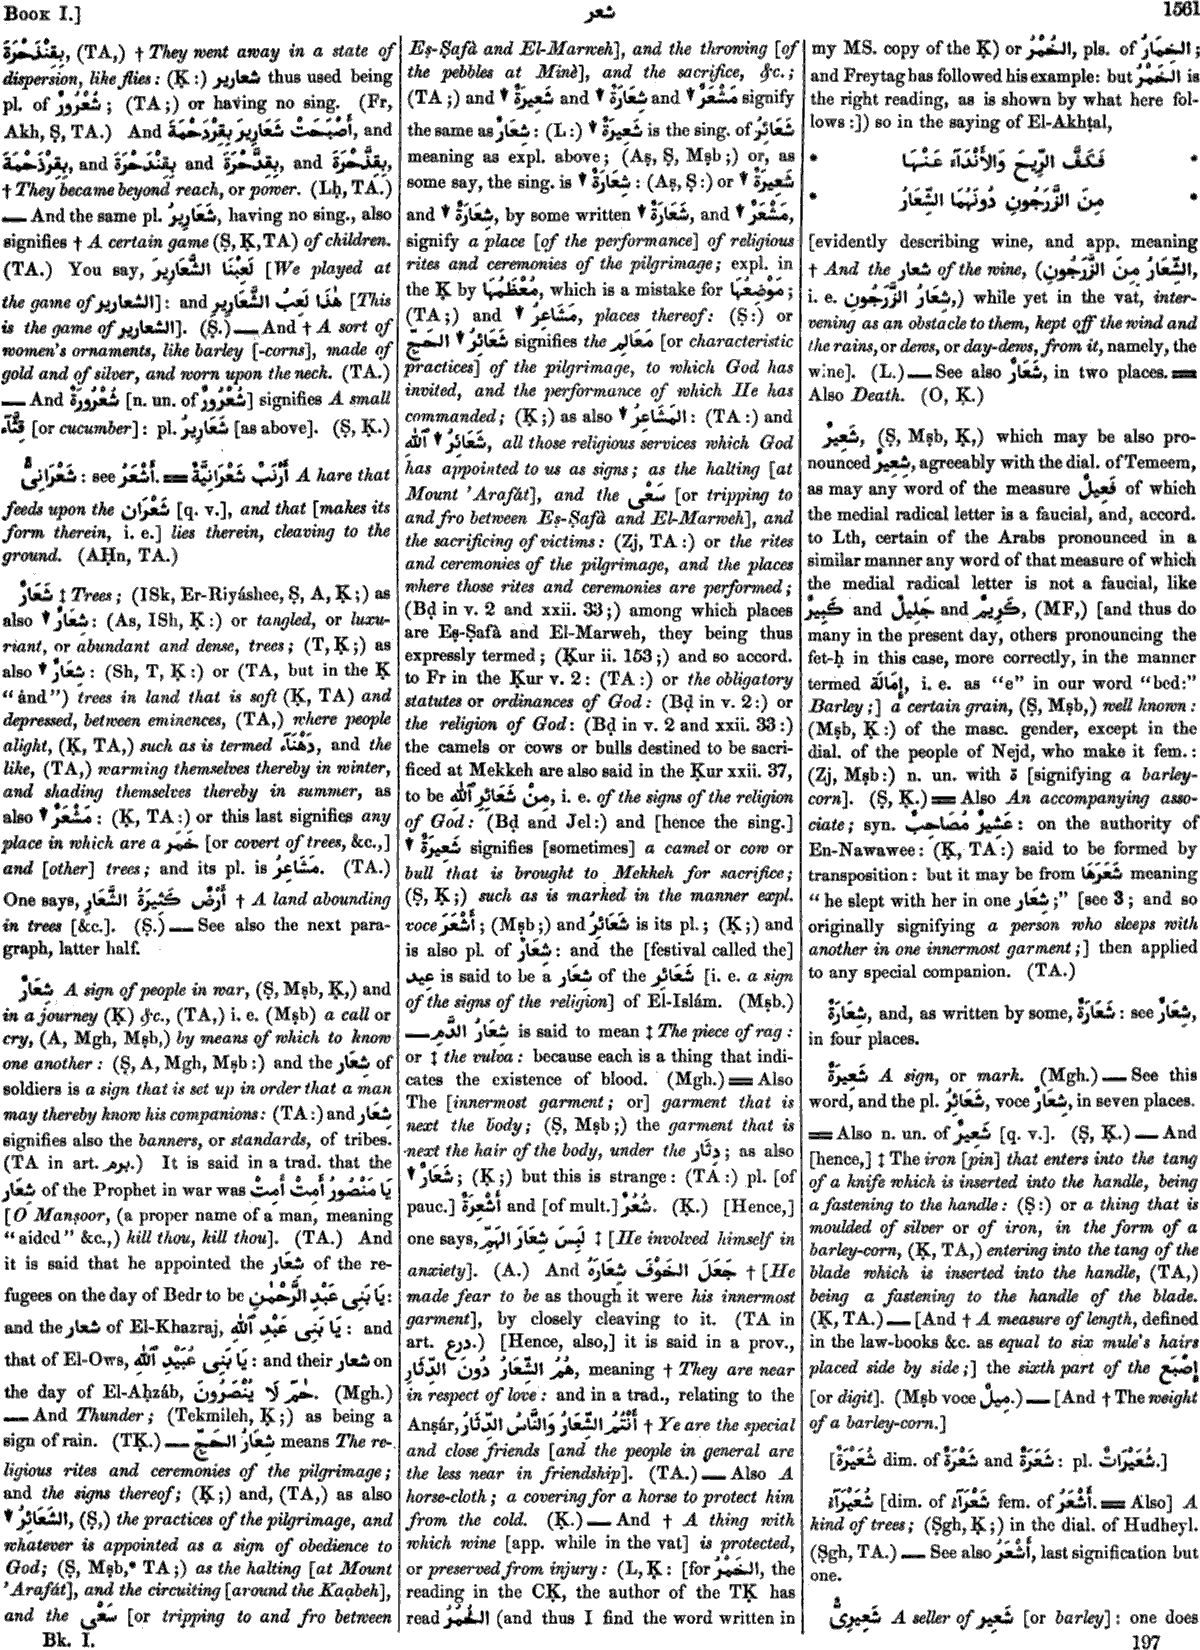 BOOK I.]
شعر
1561
بِقِنْدَحْرَةَ, (TA,) † They went away in a state of
dispersion, like flies: (Ḳ:) شعارير thus used being
pl. of شُعْرُورٌ; (TA;) or having no sing. (Fr,
Akh, Ṣ, TA.) And أَصْبَحَتْ شَعَارِيرَ بِقِرْدَحْمَةَ, and
بِقِرْدَحْمَةَ, and بِقِنْدَحْرَةَ and بِقِدَّحْرَةَ, and بِقِذَّحْرَةَ,
† They became beyond reach, or power. (Lḥ, TA.)
— And the same pl. شَعَارِيرُ, having no sing., also
signifies † A certain game (Ṣ, Ḳ, TA) of children.
(TA.) You say, لَعِبْنَا الشَّعَارِيرَ [We played at
the game of الشعارير]: and هٰذَا لَعِبُ الشَّعَارِيرِ [This
is the game of الشعارير]. (Ṣ.) — And † A sort of
women's ornaments, like barley [-corns], made of
gold and of silver, and worn upon the neck. (TA.)
— And شُعْرُورَةٌ [n. un. of شُعْرُورٌ] signifies A small
قِثَّآء [or cucumber]: pl. شَعَارِيرُ [as above]. (Ṣ, Ḳ.)
شَعْرَانِىٌّ: see أَشْعَرُ. ═ أَرْنَبٌ شَعْرَانِيَّةٌ A hare that
feeds upon the شَعْرَان [q. v.], and that [makes its
form therein, i. e.] lies therein, cleaving to the
ground. (AḤn, TA.)
شَعَارٌ ‡ Trees; (ISk, Er-Riyáshee, Ṣ, A, Ḳ;) as
also ▼ شِعَارٌ: (As, ISh, Ḳ:) or tangled, or luxu-
riant, or abundant and dense, trees; (T, Ḳ;) as
also ▼ شِعَارٌ: (Sh, T, Ḳ:) or (TA, but in the Ḳ
"and") trees in land that is soft (Ḳ, TA) and
depressed, between eminences, (TA,) where people
alight, (Ḳ, TA,) such as is termed دَهْنَآء, and the
like, (TA,) warming themselves thereby in winter,
and shading themselves thereby in summer, as
also ▼ مَشْعَرٌ: (Ḳ, TA:) or this last signifies any
place in which are a خَمَر [or covert of trees, &c.,]
and [other] trees; and its pl. is مَشَاعِرُ. (TA.)
One says, أَرْضٌ كَثِيرَةُ الشَّعَارِ † A land abounding
in trees [&c.]. (Ṣ.) — See also the next para-
graph, latter half.
شِعَارٌ A sign of people in war, (Ṣ, Mṣb, Ḳ,) and
in a journey (Ḳ) &c., (TA,) i. e. (Mṣb) a call or
cry, (A, Mgh, Mṣb,) by means of which to know
one another: (Ṣ, A, Mgh, Mṣb:) and the شِعَار of
soldiers is a sign that is set up in order that a man
may thereby know his companions: (TA:) and شِعَار
signifies also the banners, or standards, of tribes.
(TA in art. برم.) It is said in a trad. that the
شِعَار of the Prophet in war was يَا مَنْصُورُ أَمِتْ أَمِتْ
[O Manṣoor, (a proper name of a man, meaning
"aided" &c.,) kill thou, kill thou]. (TA.) And
it is said that he appointed the شِعَار of the re-
fugees on the day of Bedr to be يَا بَنِى عَبْدِ الرَّحْمٰنِ:
and the شعار of El-Khazraj, يَا بَنِى عَبْدِ ٱللّٰهِ: and
that of El-Ows, يَا بَنِى عُبَيْدِ ٱللّٰهِ: and their شعار on
the day of El-Aḥzáb, حٰمٓ لَا يُنْصَرُونَ. (Mgh.)
— And Thunder; (Tekmileh, Ḳ;) as being a
sign of rain. (TḲ.) — شِعَارُ الحَجِّ means The re-
ligious rites and ceremonies of the pilgrimage;
and the signs thereof; (Ḳ;) and, (TA,) as also
▼ الشَّعَائِرُ, (Ṣ,) the practices of the pilgrimage, and
whatever is appointed as a sign of obedience to
God; (Ṣ, Mṣb,* TA;) as the halting [at Mount
'Arafát], and the circuiting [around the Kaạbeh],
and the سَعْى [or tripping to and fro between
Bk. I.
Eṣ-Ṣafà and El-Marweh], and the throwing [of
the pebbles at Minè], and the sacrifice, &c.;
(TA;) and ▼ شَعِيرَةٌ and ▼ شِعَارَةٌ and ▼ مَشْعَرٌ signify
the same as شِعَارٌ: (L:) ▼ شَعِيرَةٌ is the sing. of شَعَائِرُ
meaning as expl. above; (Aṣ, Ṣ, Mṣb;) or, as
some say, the sing. is ▼ شِعَارَةٌ: (Aṣ, Ṣ:) or ▼ شَعِيرَةٌ
and ▼ شِعَارَةٌ, by some written ▼ شَعَارَةٌ, and ▼ مَشْعَرٌ,
signify a place [of the performance] of religious
rites and ceremonies of the pilgrimage; expl. in
the Ḳ by مُعْظَمُهَا, which is a mistake for مَوْضِعُهَا;
(TA;) and ▼ مَشَاعِرُ, places thereof: (Ṣ:) or
شَعَائِرُ ▼ الحَجِّ signifies the مَعَالِم [or characteristic
practices] of the pilgrimage, to which God has
invited, and the performance of which He has
commanded; (Ḳ;) as also ▼ المَشَاعِرُ: (TA:) and
شَعَائِرُ ▼ ٱللّٰهِ, all those religious services which God
has appointed to us as signs; as the halting [at
Mount 'Arafát], and the سَعْى [or tripping to
and fro between Eṣ-Ṣafà and El-Marweh], and
the sacrificing of victims: (Zj, TA:) or the rites
and ceremonies of the pilgrimage, and the places
where those rites and ceremonies are performed;
(Bḍ in v. 2 and xxii. 33;) among which places
are Eṣ-Ṣafà and El-Marweh, they being thus
expressly termed; (Ḳur ii. 153;) and so accord.
to Fr in the Ḳur v. 2: (TA:) or the obligatory
statutes or ordinances of God: (Bḍ in v. 2:) or
the religion of God: (Bḍ in v. 2 and xxii. 33:)
the camels or cows or bulls destined to be sacri-
ficed at Mekkeh are also said in the Ḳur xxii. 37,
to be مِنْ شَعَائِرِ ٱللّٰهِ, i. e. of the signs of the religion
of God: (Bḍ and Jel:) and [hence the sing.]
▼ شَعِيرَةٌ signifies [sometimes] a camel or cow or
bull that is brought to Mekkeh for sacrifice;
(Ṣ, Ḳ;) such as is marked in the manner expl.
voce أَشْعَرَ; (Mṣb;) and شَعَائِرُ is its pl.; (Ḳ;) and
is also pl. of شِعَارٌ: and the [festival called the]
عِيد is said to be a شِعَار of the شَعَائِر [i. e. a sign
of the signs of the religion] of El-Islám. (Mṣb.)
— شِعَارُ الدَّمِ is said to mean ‡ The piece of rag:
or ‡ the vulva: because each is a thing that indi-
cates the existence of blood. (Mgh.) ═ Also
The [innermost garment; or] garment that is
next the body; (Ṣ, Mṣb;) the garment that is
next the hair of the body, under the دِثَار; as also
▼ شَعَارٌ; (Ḳ;) but this is strange: (TA:) pl. [of
pauc.] أَشْعِرَةٌ and [of mult.] شُعُرٌ. (Ḳ.) [Hence,]
one says, لَبِسَ شِعَارَ الهَمِّ ‡ [He involved himself in
anxiety]. (A.) And جَعَلَ الخَوْفَ شِعَارَهُ † [He
made fear to be as though it were his innermost
garment], by closely cleaving to it. (TA in
art. درع.) [Hence, also,] it is said in a prov.,
هُمُ الشِّعَارُ دُونَ الدِّثَارِ, meaning † They are near
in respect of love: and in a trad., relating to the
Anṣár, أَنْتُمُ الشِّعَارُ وَالنَّاسُ الدِّثَارُ † Ye are the special
and close friends [and the people in general are
the less near in friendship]. (TA.) — Also A
horse-cloth; a covering for a horse to protect him
from the cold. (Ḳ.) — And † A thing with
which wine [app. while in the vat] is protected,
or preserved from injury: (L, Ḳ: [for الخَمْرُ, the
reading in the CḲ, the author of the TḲ has
read الخُمُرُ (and thus I find the word written in
my MS. copy of the Ḳ) or الخُمْرُ, pls. of الخِمَارُ;
and Freytag has followed his example: but الخَمْرُ is
the right reading, as is shown by what here fol-
lows:]) so in the saying of El-Akhṭal,
* فَكَفَّ الرِّيحَ وَالأَنْدَآءَ عَنْهَا *
* مِنَ الزَّرَجُونِ دُونَهُمَا الشِّعَارُ *
[evidently describing wine, and app. meaning
† And the شعار of the wine, (الشِّعَارُ مِنَ الزَّرَجُونِ,
i. e. شِعَارُ الزَّرَجُونِ,) while yet in the vat, inter-
vening as an obstacle to them, kept off the wind and
the rains, or dews, or day-dews, from it, namely, the
wine]. (L.) — See also شَعَارٌ, in two places. ═
Also Death. (O, Ḳ.)
شَعِيرٌ, (Ṣ, Mṣb, Ḳ,) which may be also pro-
nounced شِعِيرٌ, agreeably with the dial. of Temeem,
as may any word of the measure فَعِيلٌ of which
the medial radical letter is a faucial, and, accord.
to Lth, certain of the Arabs pronounced in a
similar manner any word of that measure of which
the medial radical letter is not a faucial, like
كَبِيرٌ and جَلِيلٌ and كَرِيمٌ, (MF,) [and thus do
many in the present day, others pronouncing the
fet-ḥ in this case, more correctly, in the manner
termed إِمَالَة, i. e. as "e" in our word "bed:"
Barley;] a certain grain, (Ṣ, Mṣb,) well known:
(Mṣb, Ḳ:) of the masc. gender, except in the
dial. of the people of Nejd, who make it fem.:
(Zj, Mṣb:) n. un. with ة [signifying a barley-
corn]. (Ṣ, Ḳ.) ═ Also An accompanying asso-
ciate; syn. عَشِيرٌ مُصَاحِبٌ: on the authority of
En-Nawawee: (Ḳ, TA:) said to be formed by
transposition: but it may be from شَعَرَهَا meaning
"he slept with her in one شِعَار;" [see 3; and so
originally signifying a person who sleeps with
another in one innermost garment;] then applied
to any special companion. (TA.)
شِعَارَةٌ, and, as written by some, شَعَارَةٌ: see شِعَارٌ,
in four places.
شَعِيرَةٌ A sign, or mark. (Mgh.) — See this
word, and the pl. شَعَائِرُ, voce شِعَارٌ, in seven places.
═ Also n. un. of شَعِيرٌ [q. v.]. (Ṣ, Ḳ.) — And
[hence,] ‡ The iron [pin] that enters into the tang
of a knife which is inserted into the handle, being
a fastening to the handle: (Ṣ:) or a thing that is
moulded of silver or of iron, in the form of a
barley-corn, (Ḳ, TA,) entering into the tang of the
blade which is inserted into the handle, (TA,)
being a fastening to the handle of the blade.
(Ḳ, TA.) — [And † A measure of length, defined
in the law-books &c. as equal to six mule's hairs
placed side by side;] the sixth part of the إِصْبَع
[or digit]. (Mṣb voce مِيلٌ.) — [And † The weight
of a barley-corn.]
[شُعَيْرَةٌ dim. of شَعْرَةٌ and شَعَرَةٌ: pl. شُعَيْرَاتٌ.]
شُعَيْرَآءُ [dim. of شَعْرَآءُ fem. of أَشْعَرُ. ═ Also] A
kind of trees; (Ṣgh, Ḳ;) in the dial. of Hudheyl.
(Ṣgh, TA.) — See also أَشْعَرُ, last signification but
one.
شَعِيرِىٌّ A seller of شَعِير [or barley]: one does
197